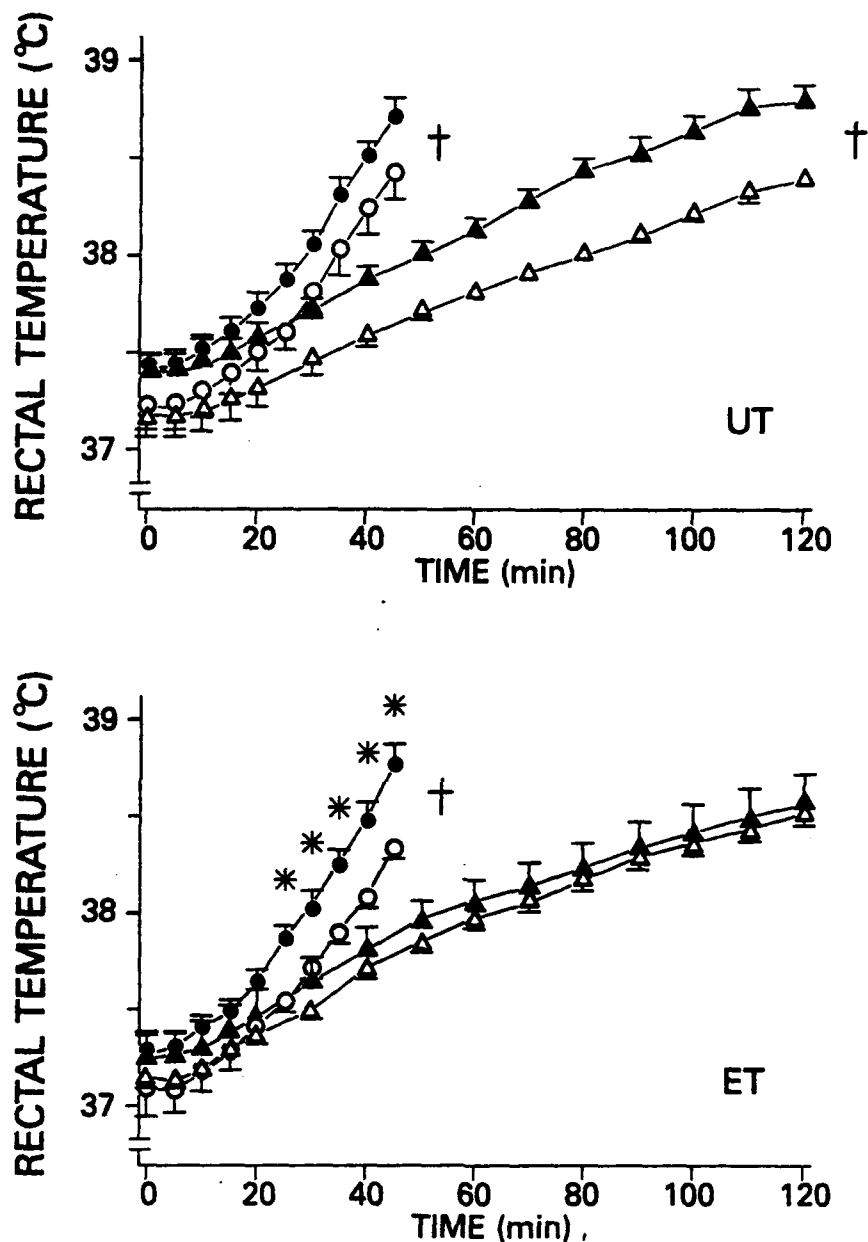 RECTAL TEMPERATURE (°C)
39
38
37
†
†
UT
0 20 40 60 80 100 120
TIME (min)
RECTAL TEMPERATURE (°C)
39
38
37
* * * * *
†
ET
0 20 40 60 80 100 120
TIME (min) ,